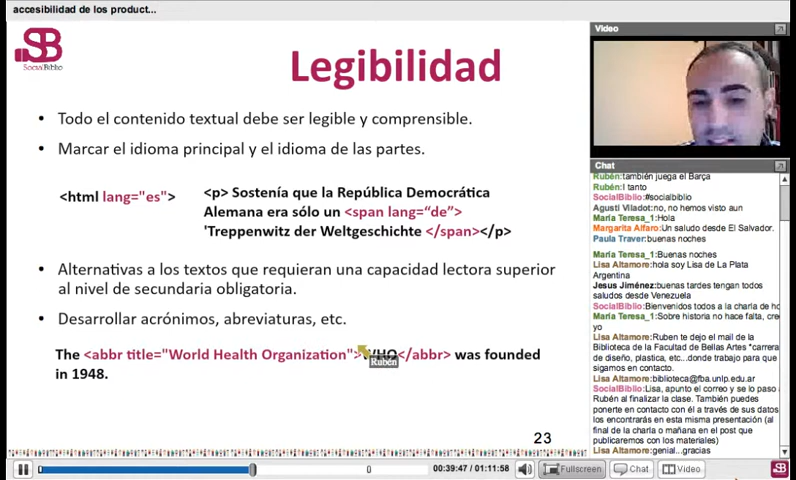 accesibilidad de los product...
SB
SocialBiblio
Legibilidad
• Todo el contenido textual debe ser legible y comprensible.
• Marcar el idioma principal y el idioma de las partes.
<html lang="es">
<p> Sostenía que la República Democrática
Alemana era sólo un <span lang=“de”>
'Treppenwitz der Weltgeschichte </span></p>
• Alternativas a los textos que requieran una capacidad lectora superior
al nivel de secundaria obligatoria.
• Desarrollar acrónimos, abreviaturas, etc.
The <abbr title="World Health Organization">WHO</abbr> was founded
in 1948.
Rubén
23
Video
Chat
Rubén:también juega el Barça
Rubén:l tanto
SocialBiblio:#socialbiblio
Agusti Viladot:no, no hemos visto aun
María Teresa_1:Hola
Margarita Alfaro:Un saludo desde El Salvador.
Paula Traver:buenas noches
María Teresa_1:Buenas noches
Lisa Altamore:hola soy Lisa de La Plata
Argentina
Jesus Jiménez:buenas tardes tengan todos
saludos desde Venezuela
SocialBiblio:Bienvenidos todos a la charla de ho
María Teresa_1:Sobre historia no hace falta, cre
yo
Lisa Altamore:Ruben te dejo el mail de la
Biblioteca de la Facultad de Bellas Artes *carrera
de diseño, plastica, etc...donde trabajo para que
sigamos en contacto.
Lisa Altamore:biblioteca@fba.unlp.edu.ar
SocialBiblio:Lisa, apunto el correo y se lo paso
Rubén al finalizar la clase. También puedes
ponerte en contacto con él a través de sus datos
los encontrarás en esta misma presentación (al
final de la charla o mañana en el post que
publicaremos con los materiales)
Lisa Altamore:genial...gracias
00:39:47 / 01:11:58
Fullscreen
Chat
Video
SB